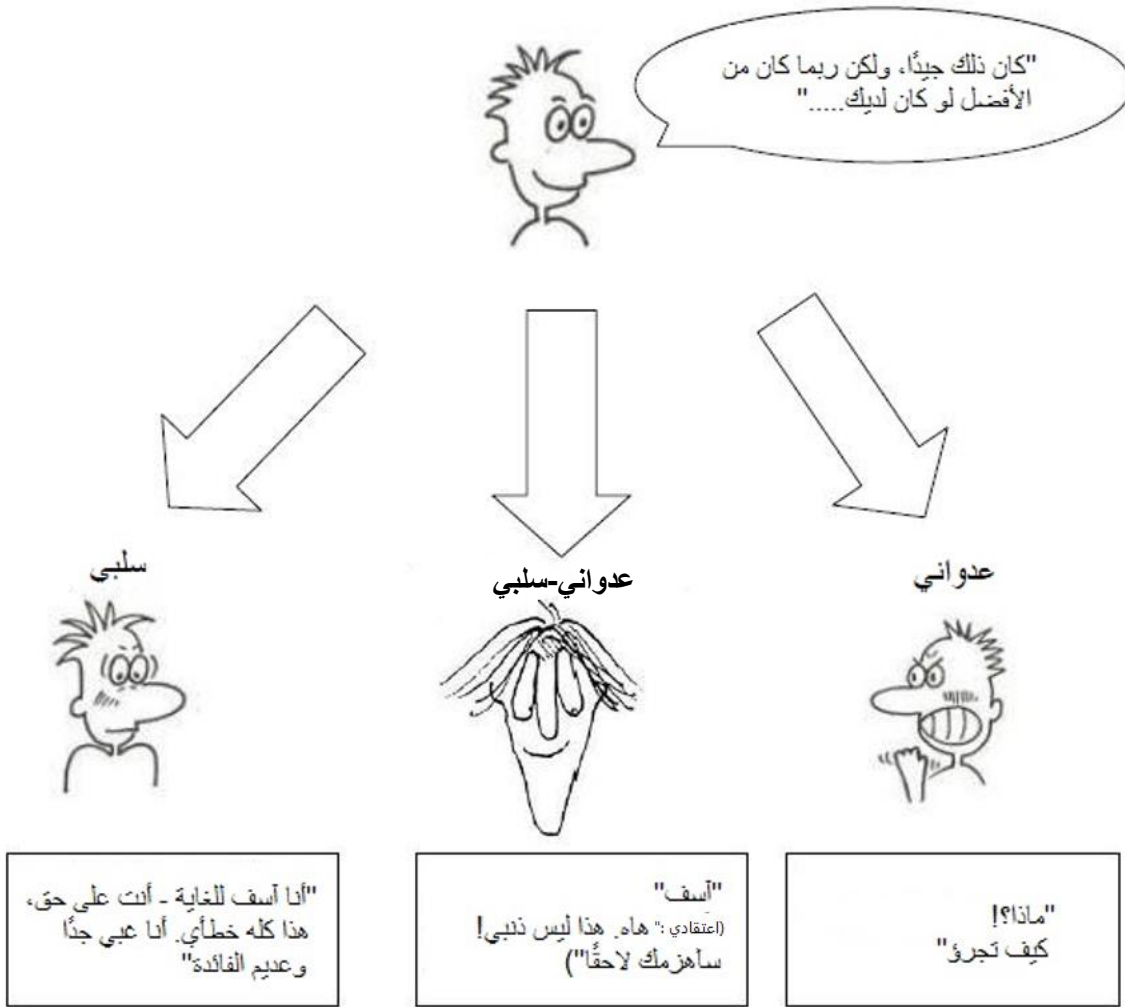 "كان ذلك جيدًا، ولكن ربما كان من
الأفضل لو كان لديك....."
عدواني
عدواني-سلبي
سلبي
"ماذا؟!
كيف تجرؤ"
"آسف"
(اعتقادي :" هاه. هذا ليس ذنبي!
ساهزمك لاحقًا")
"أنا آسف للغاية - أنت على حق،
هذا كله خطأي. أنا غبي جدًا
وعديم الفائدة"